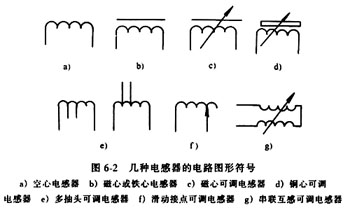 a)
b)
c)
d)
e)
f)
g)
图 6-2 几种电感器的电路图形符号
a) 空心电感器 b) 磁心或铁心电感器 c) 磁心可调电感器 d) 铜心可调
电感器 e) 多抽头可调电感器 f) 滑动接点可调电感器 g) 串联互感可调电感器